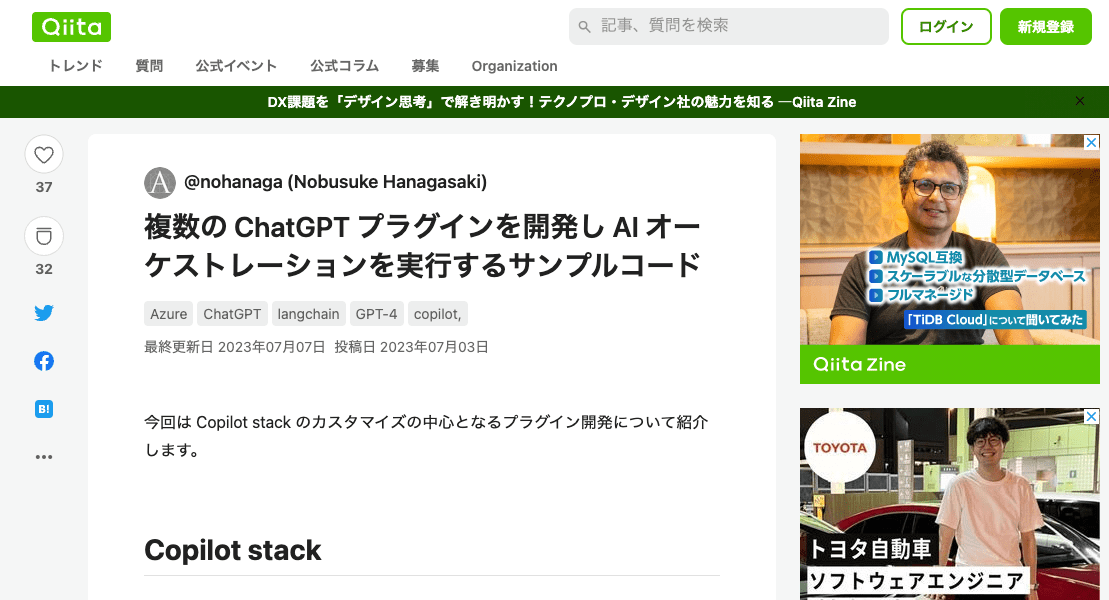 Qiita
記事、質問を検索
ログイン
新規登録
トレンド
質問
公式イベント
公式コラム
募集
Organization
DX課題を「デザイン思考」で解き明かす！テクノプロ・デザイン社の魅力を知る —Qiita Zine
37
32
B!
@nohanaga (Nobusuke Hanagasaki)
複数の ChatGPT プラグインを開発し AI オー
ケストレーションを実行するサンプルコード
Azure
ChatGPT
langchain
GPT-4
copilot,
最終更新日 2023年07月07日 投稿日 2023年07月03日
今回は Copilot stack のカスタマイズの中心となるプラグイン開発について紹介
します。
Copilot stack
MySQL互換
スケーラブルな分散型データベース
フルマネージド
「TiDB Cloud」について聞いてみた
Qiita Zine
TOYOTA
トヨタ自動車
ソフトウェアエンジニア